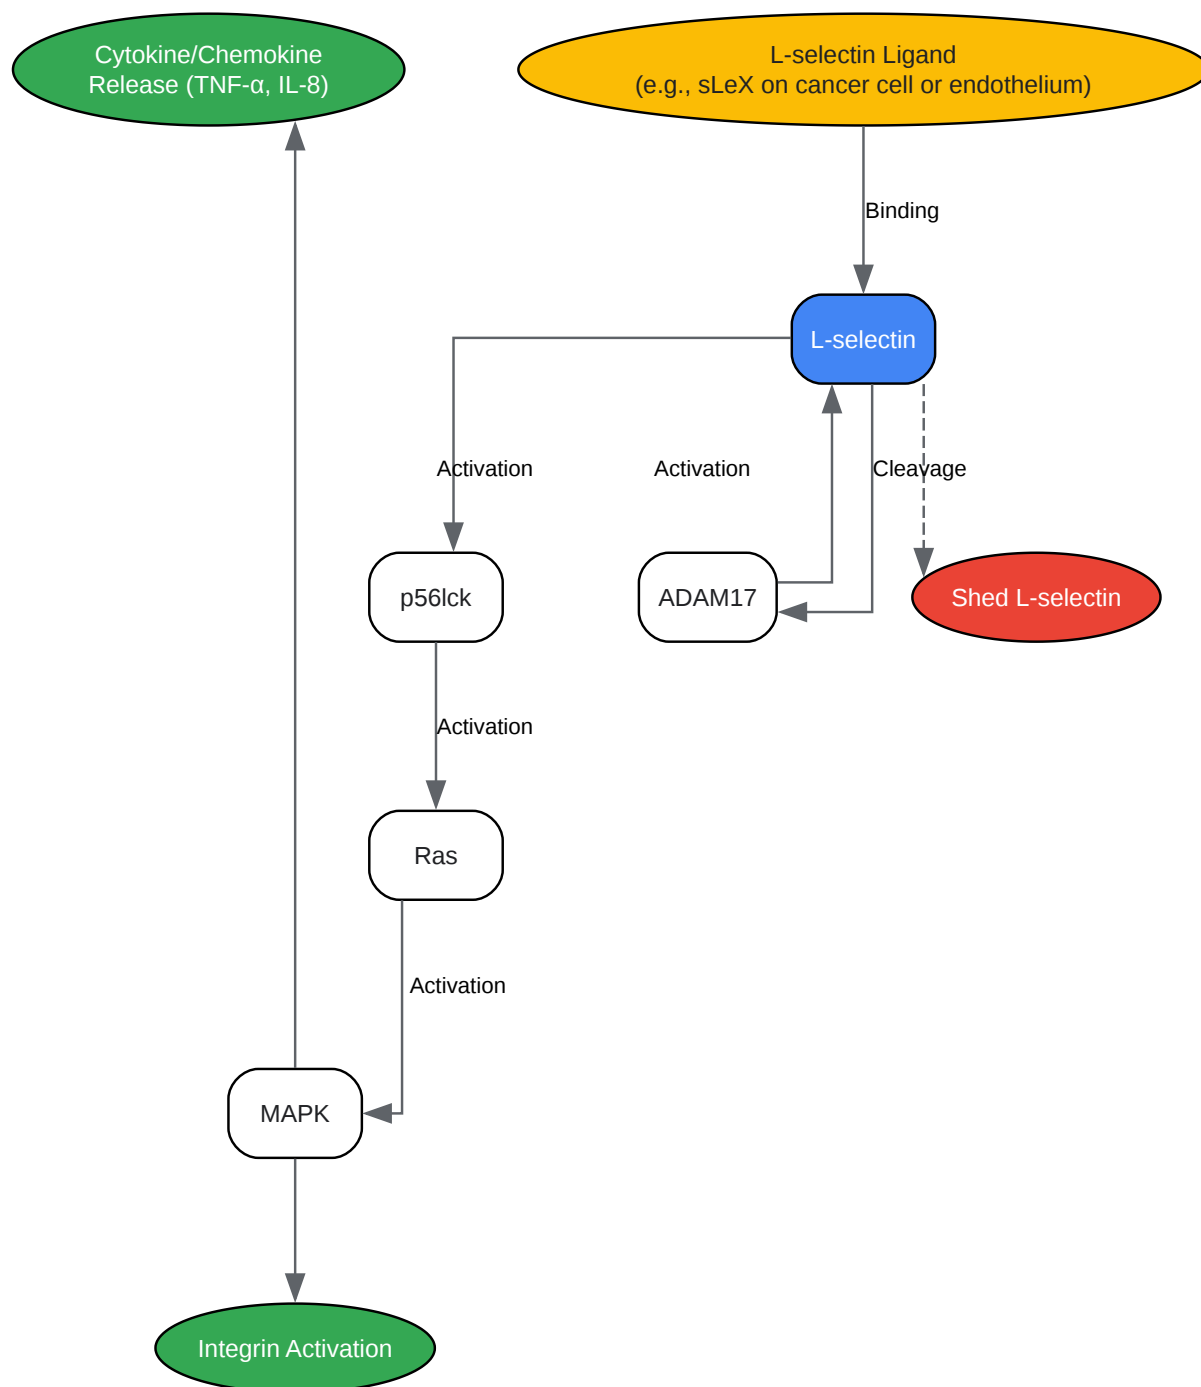 Cytokine/Chemokine
Release (TNF-α, IL-8)
L-selectin Ligand
(e.g., sLeX on cancer cell or endothelium)
Binding
L-selectin
Activation
Activation
Cleavage
p56lck
ADAM17
Shed L-selectin
Activation
Ras
Activation
MAPK
Integrin Activation